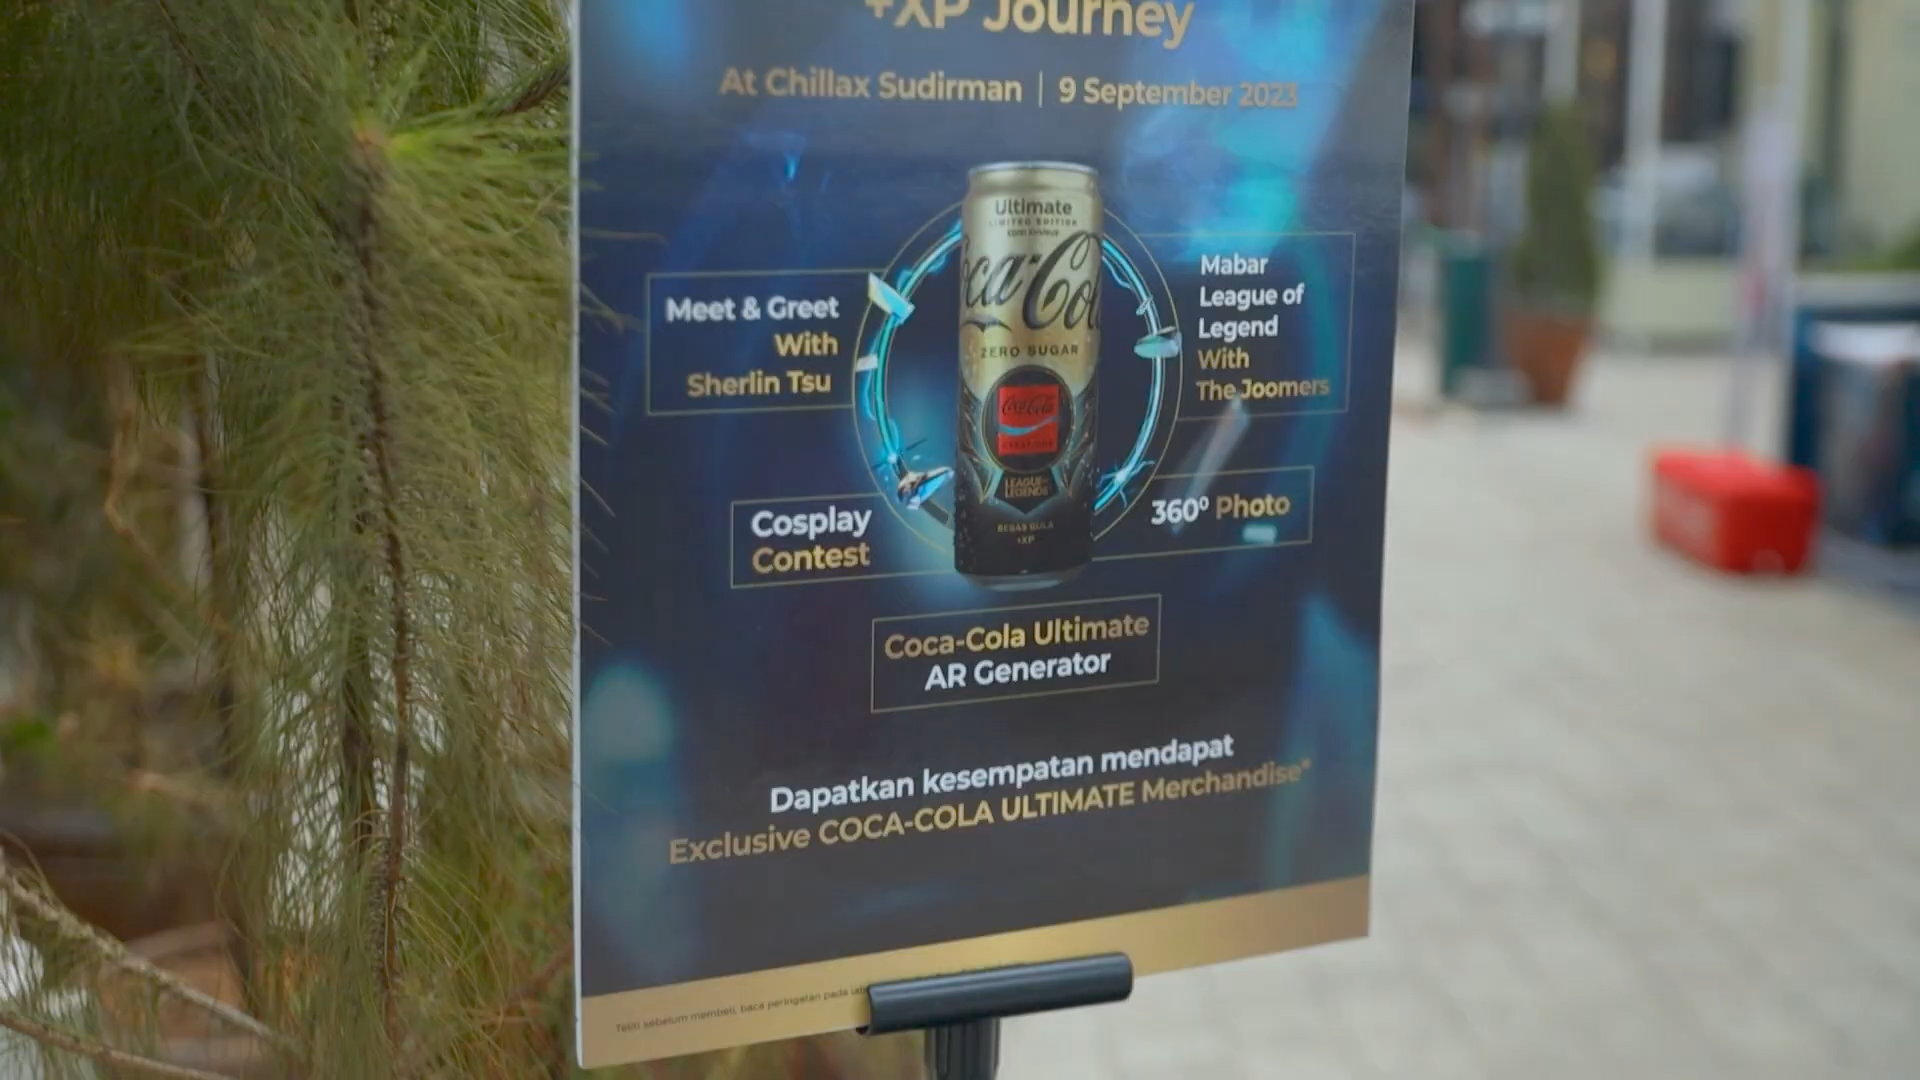 +XP Journey
At Chillax Sudirman | 9 September 2023
Ultimate
LIMITED EDITION
Coca-Cola
ZERO SUGAR
Coca-Cola
CREATIONS
LEAGUE OF
LEGENDS
BEBAS GULA
+XP
Meet & Greet
With
Sherlin Tsu
Mabar
League of
Legend
With
The Joomers
Cosplay
Contest
360° Photo
Coca-Cola Ultimate
AR Generator
Dapatkan kesempatan mendapat
Exclusive COCA-COLA ULTIMATE Merchandise*
Teliti sebelum membeli, baca peringatan pada